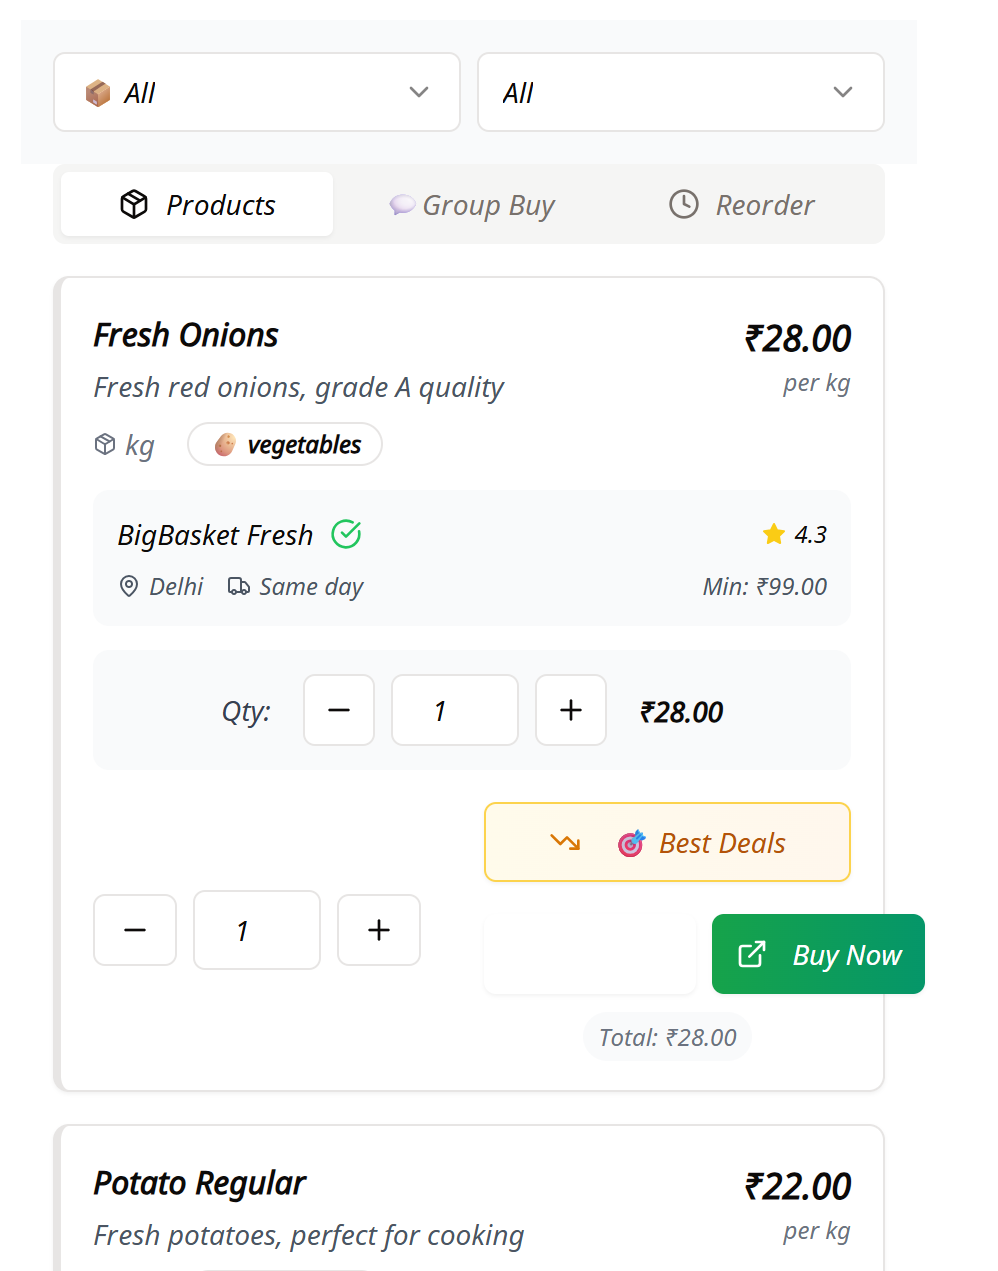 All All
Products Group Buy Reorder
Fresh Onions ₹28.00
Fresh red onions, grade A quality per kg
kg vegetables
BigBasket Fresh 4.3
Delhi Same day Min: ₹99.00
Qty: 1 ₹28.00
Best Deals
1 Buy Now
Total: ₹28.00
Potato Regular ₹22.00
Fresh potatoes, perfect for cooking per kg